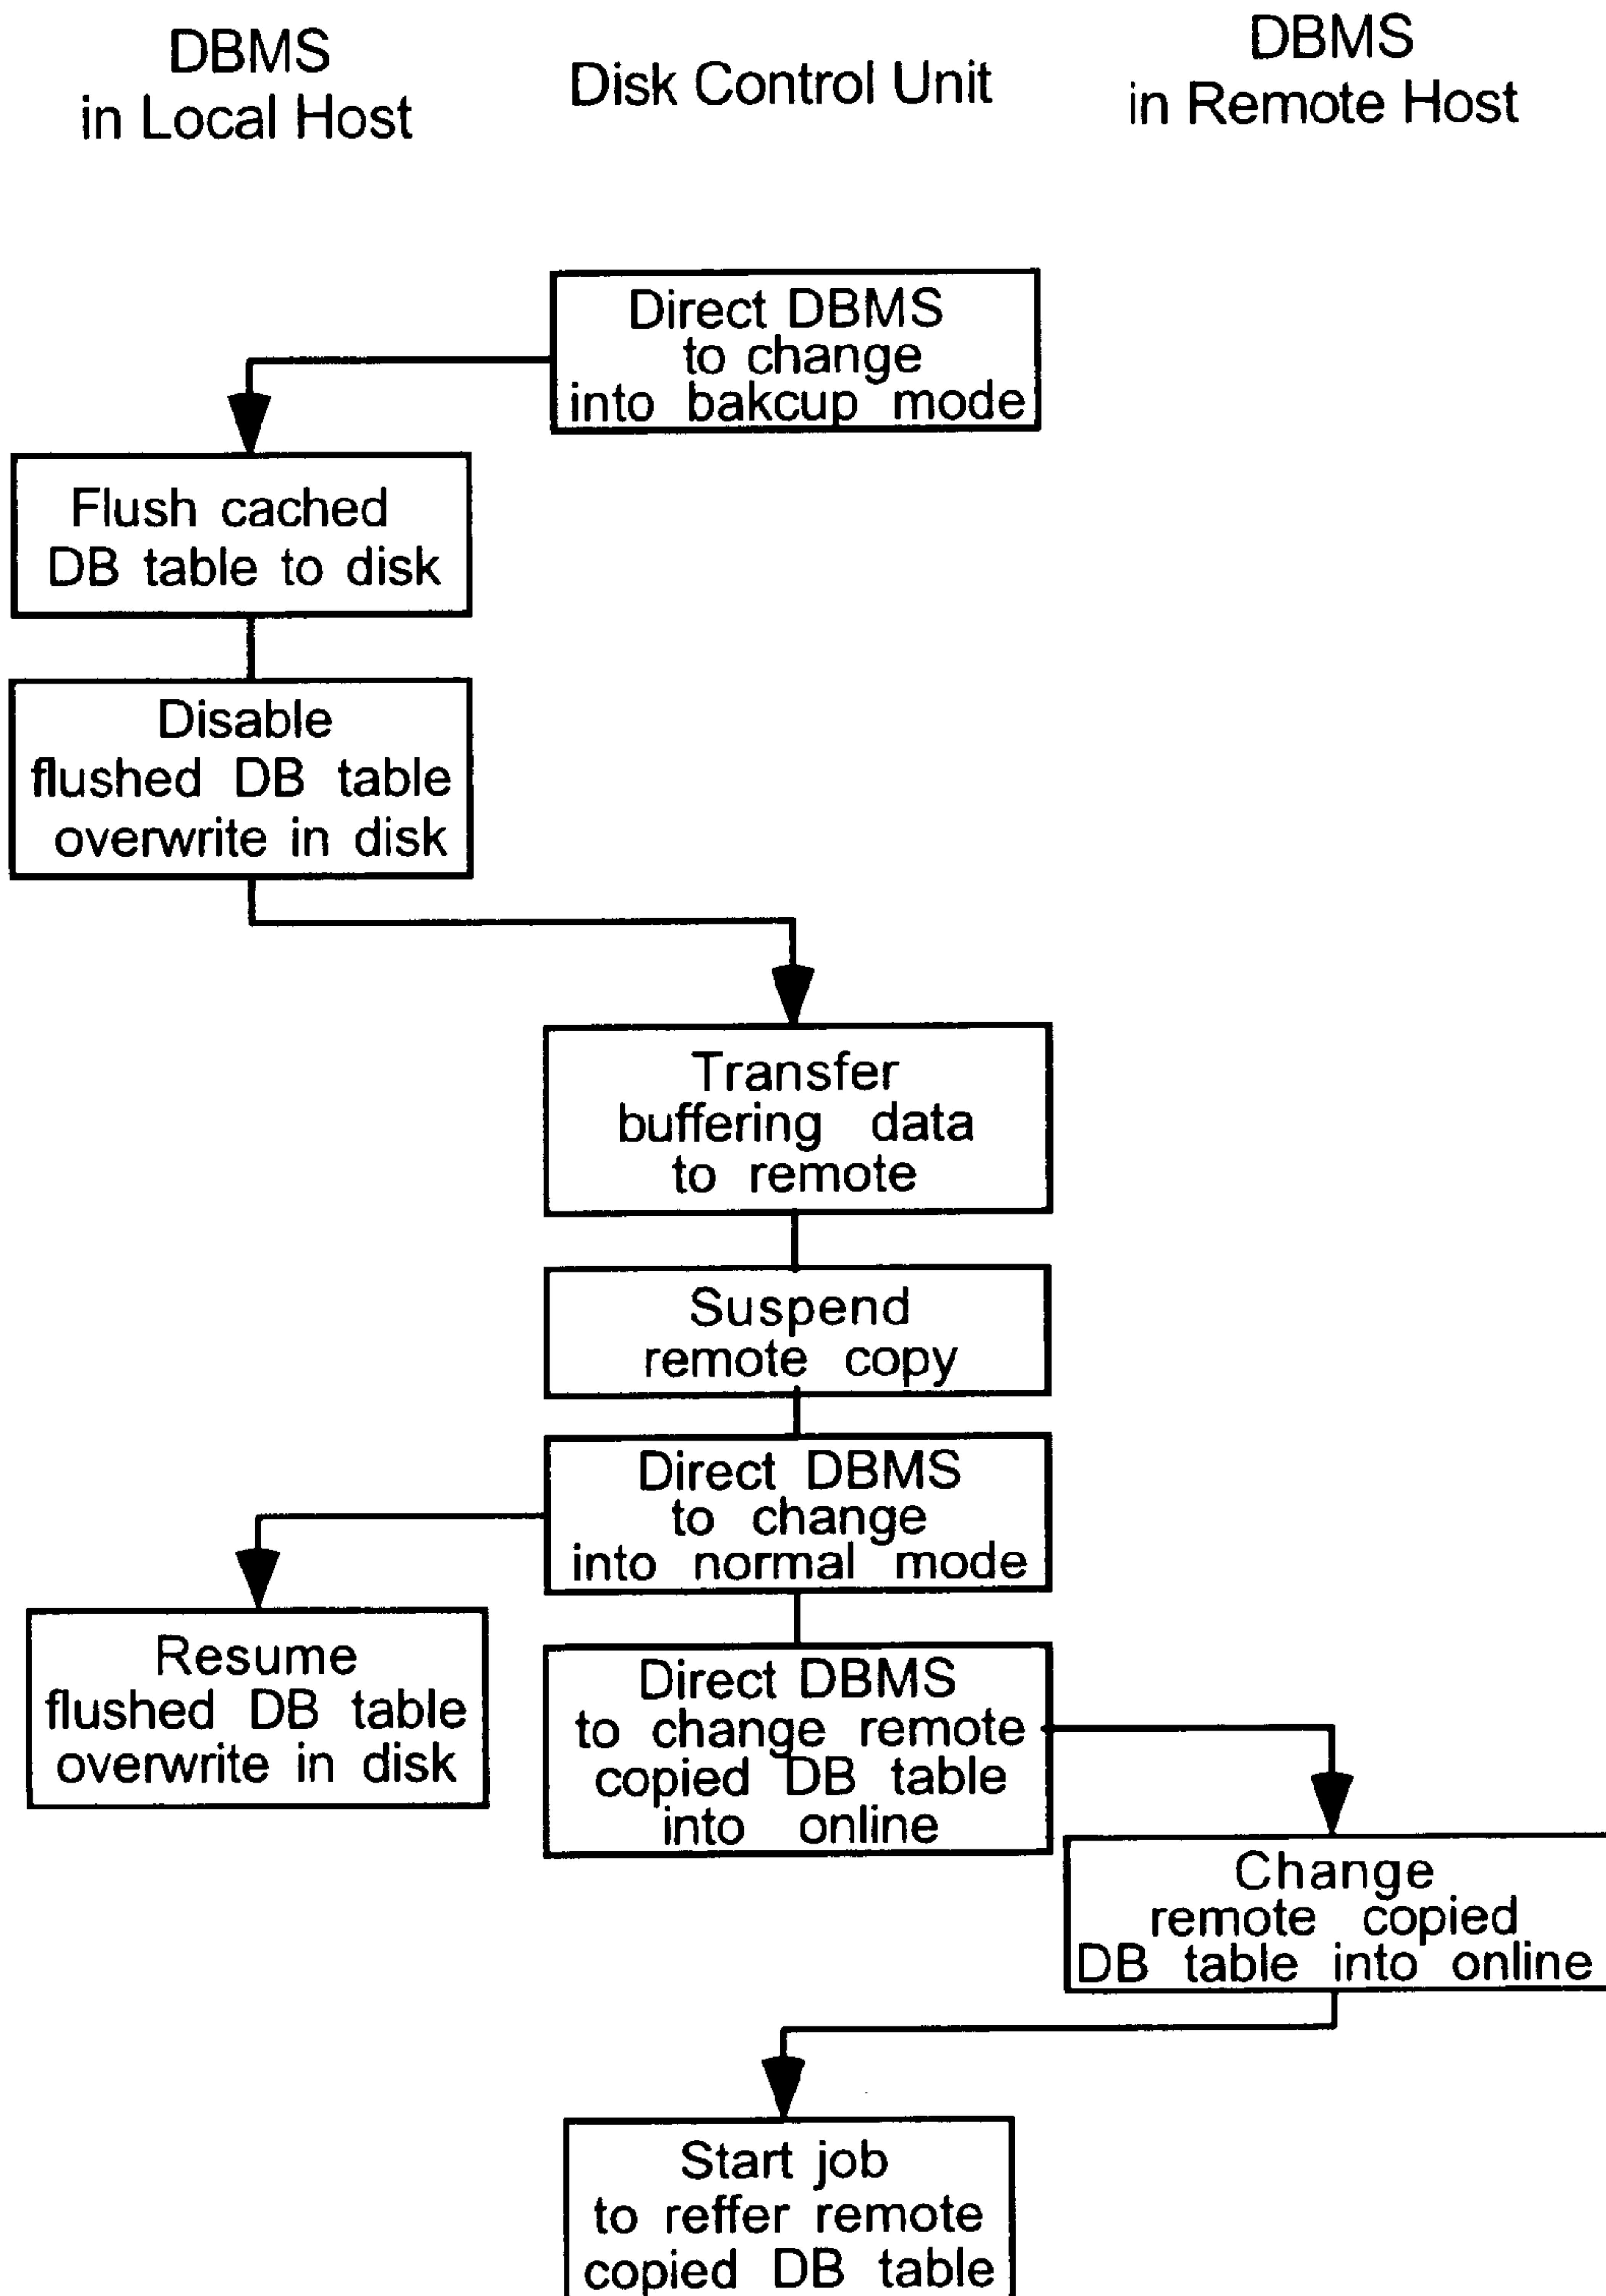 DBMS
in Local Host
Disk Control Unit
DBMS
in Remote Host
Direct DBMS
to change
into bakcup mode
Flush cached
DB table to disk
Disable
flushed DB table
overwrite in disk
Transfer
buffering data
to remote
Suspend
remote copy
Direct DBMS
to change
into normal mode
Resume
flushed DB table
overwrite in disk
Direct DBMS
to change remote
copied DB table
into online
Change
remote copied
DB table into online
Start job
to reffer remote
copied DB table